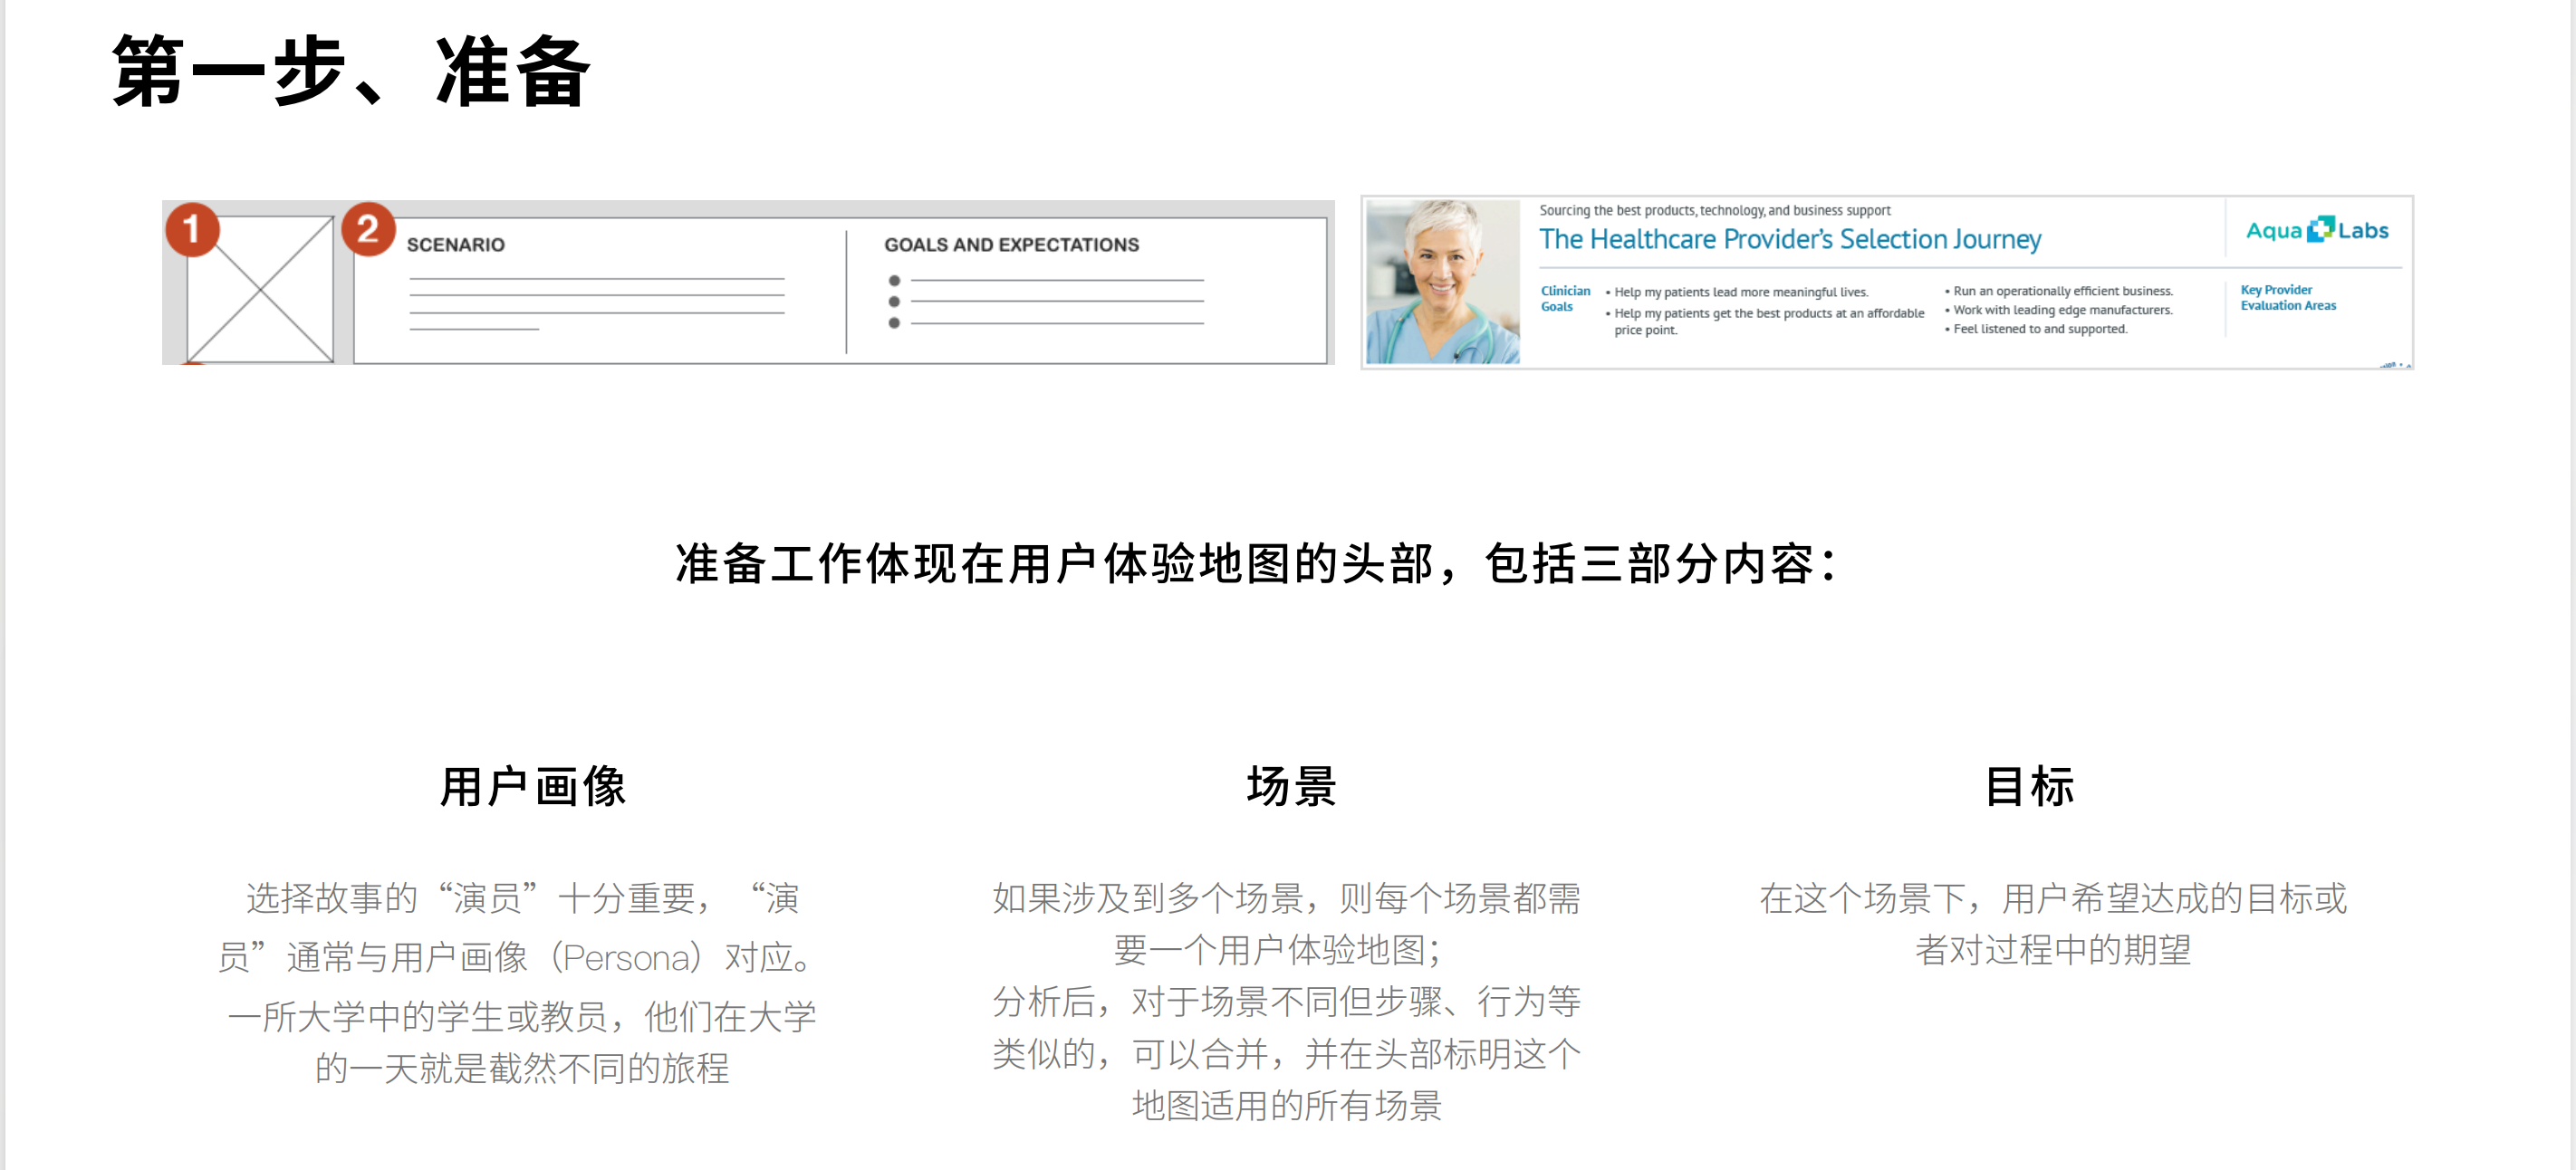 第一步、准备
1
2
SCENARIO
GOALS AND EXPECTATIONS
Sourcing the best products, technology, and business support
The Healthcare Provider's Selection Journey
Aqua Labs
Clinician
Goals
• Help my patients lead more meaningful lives.
• Help my patients get the best products at an affordable
price point.
• Run an operationally efficient business.
• Work with leading edge manufacturers.
• Feel listened to and supported.
Key Provider
Evaluation Areas
准备工作体现在用户体验地图的头部，包括三部分内容：
用户画像
选择故事的“演员”十分重要，“演
员”通常与用户画像（Persona）对应。
一所大学中的学生或教员，他们在大学
的一天就是截然不同的旅程
场景
如果涉及到多个场景，则每个场景都需
要一个用户体验地图；
分析后，对于场景不同但步骤、行为等
类似的，可以合并，并在头部标明这个
地图适用的所有场景
目标
在这个场景下，用户希望达成的目标或
者对过程中的期望